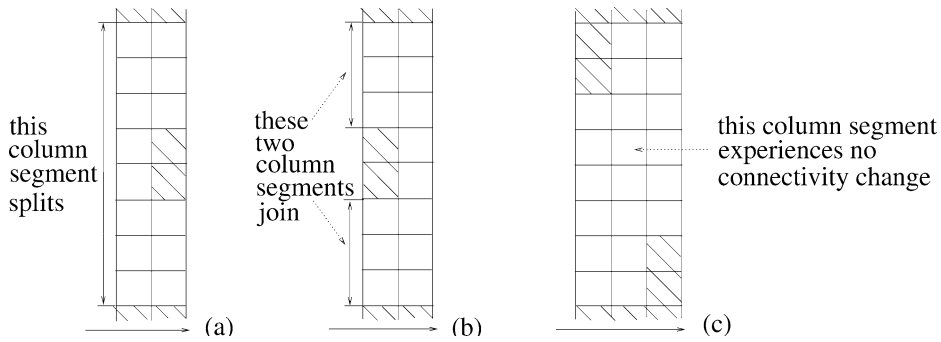 this
column
segment
splits
(a)
these
two
column
segments
join
(b)
this column segment
experiences no
connectivity change
(c)